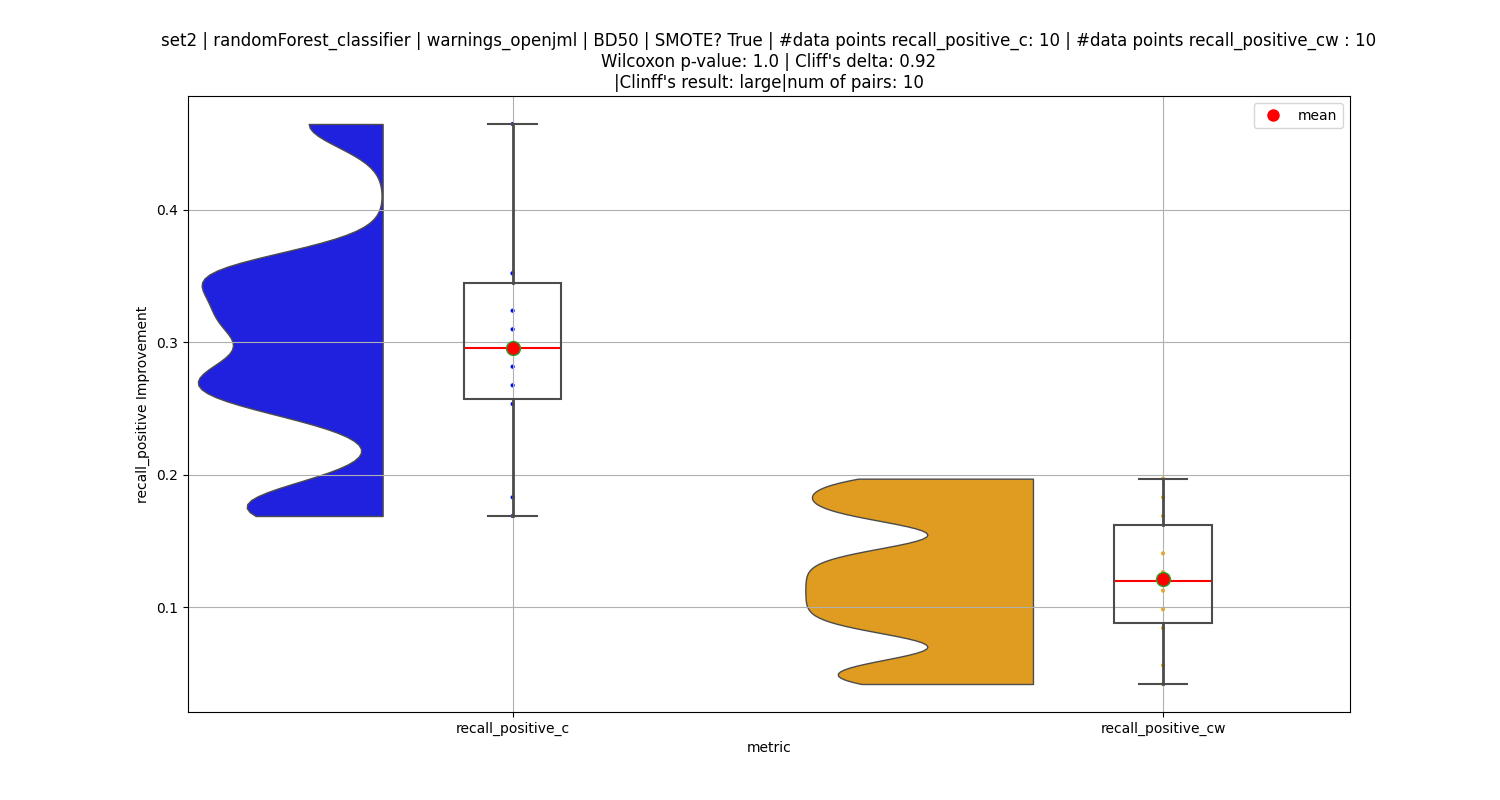 set2 | randomForest_classifier | warnings_openjml | BD50 | SMOTE? True | #data points recall_positive_c: 10 | #data points recall_positive_cw : 10
Wilcoxon p-value: 1.0 | Cliff's delta: 0.92
|Clinff's result: large|num of pairs: 10
mean
0.4
0.3
0.2
0.1
recall_positive Improvement
recall_positive_c
recall_positive_cw
metric